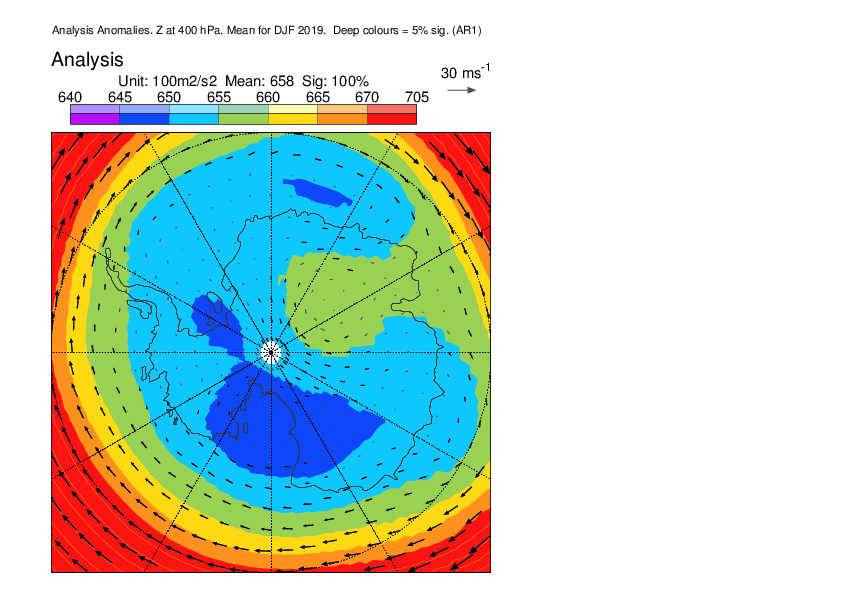 Analysis Anomalies. Z at 400 hPa. Mean for DJF 2019.  Deep colours = 5% sig. (AR1)
Analysis
30 ms-1
Unit: 100m2/s2  Mean: 658  Sig: 100%
640 645 650 655 660 665 670 705